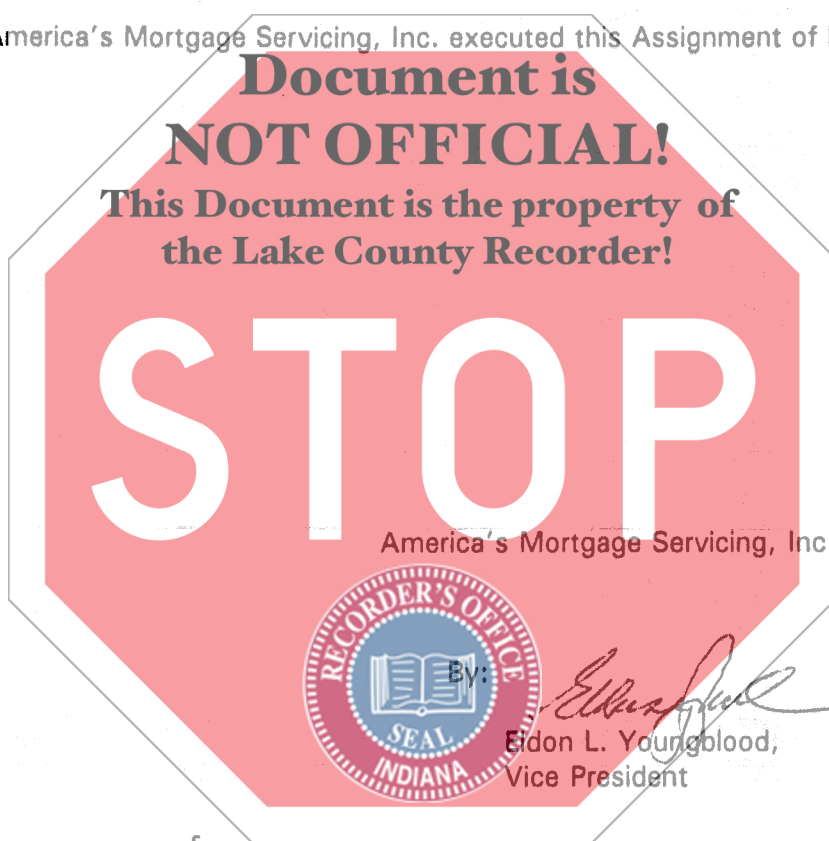 America's Mortgage Servicing, Inc. executed this Assignment of
Document is
NOT OFFICIAL!
This Document is the property of
the Lake County Recorder!
STOP
America's Mortgage Servicing, Inc
RECORDER'S OFFICE
SEAL
INDIANA
By:
Eldon L. Youngblood,
Vice President